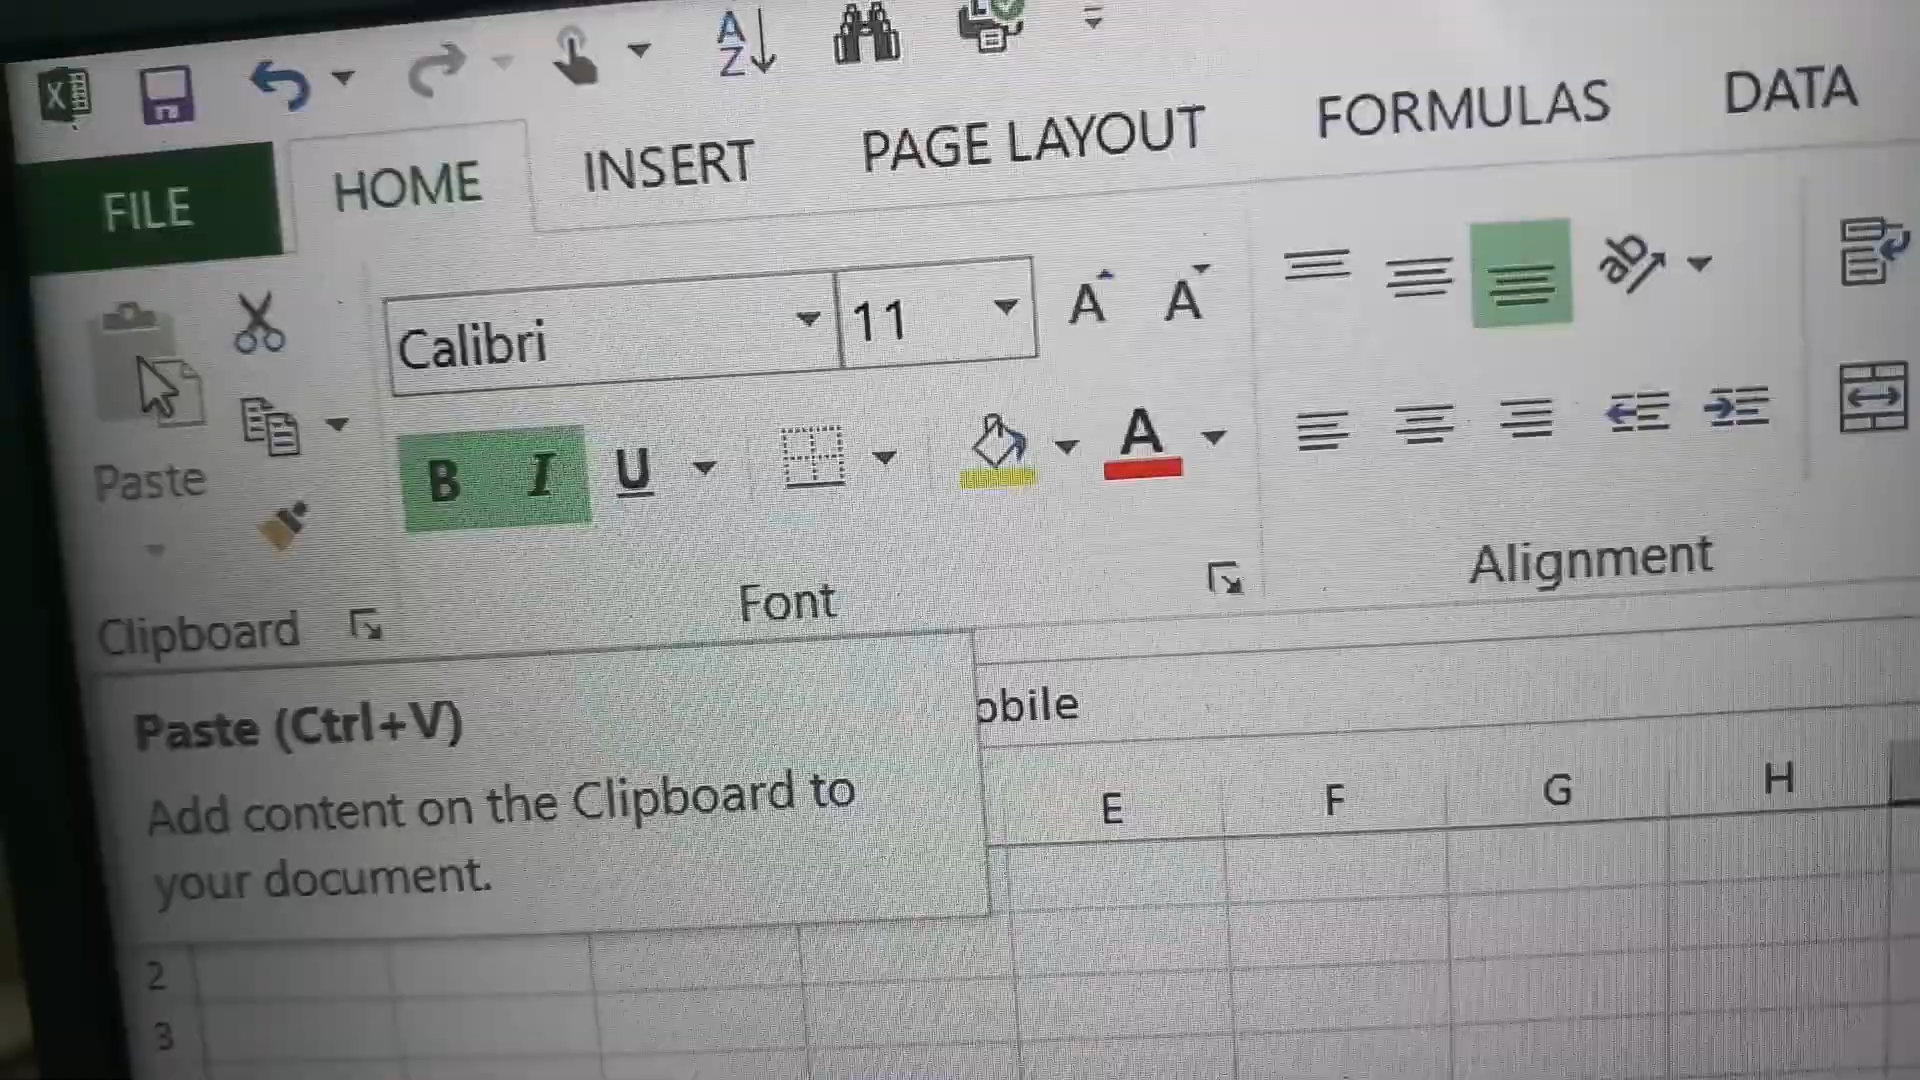 FILE HOME INSERT PAGE LAYOUT FORMULAS DATA
Calibri 11
B I U
Paste
Clipboard Font Alignment
Paste (Ctrl+V)
Add content on the Clipboard to
your document.
obile
E F G H
2
3